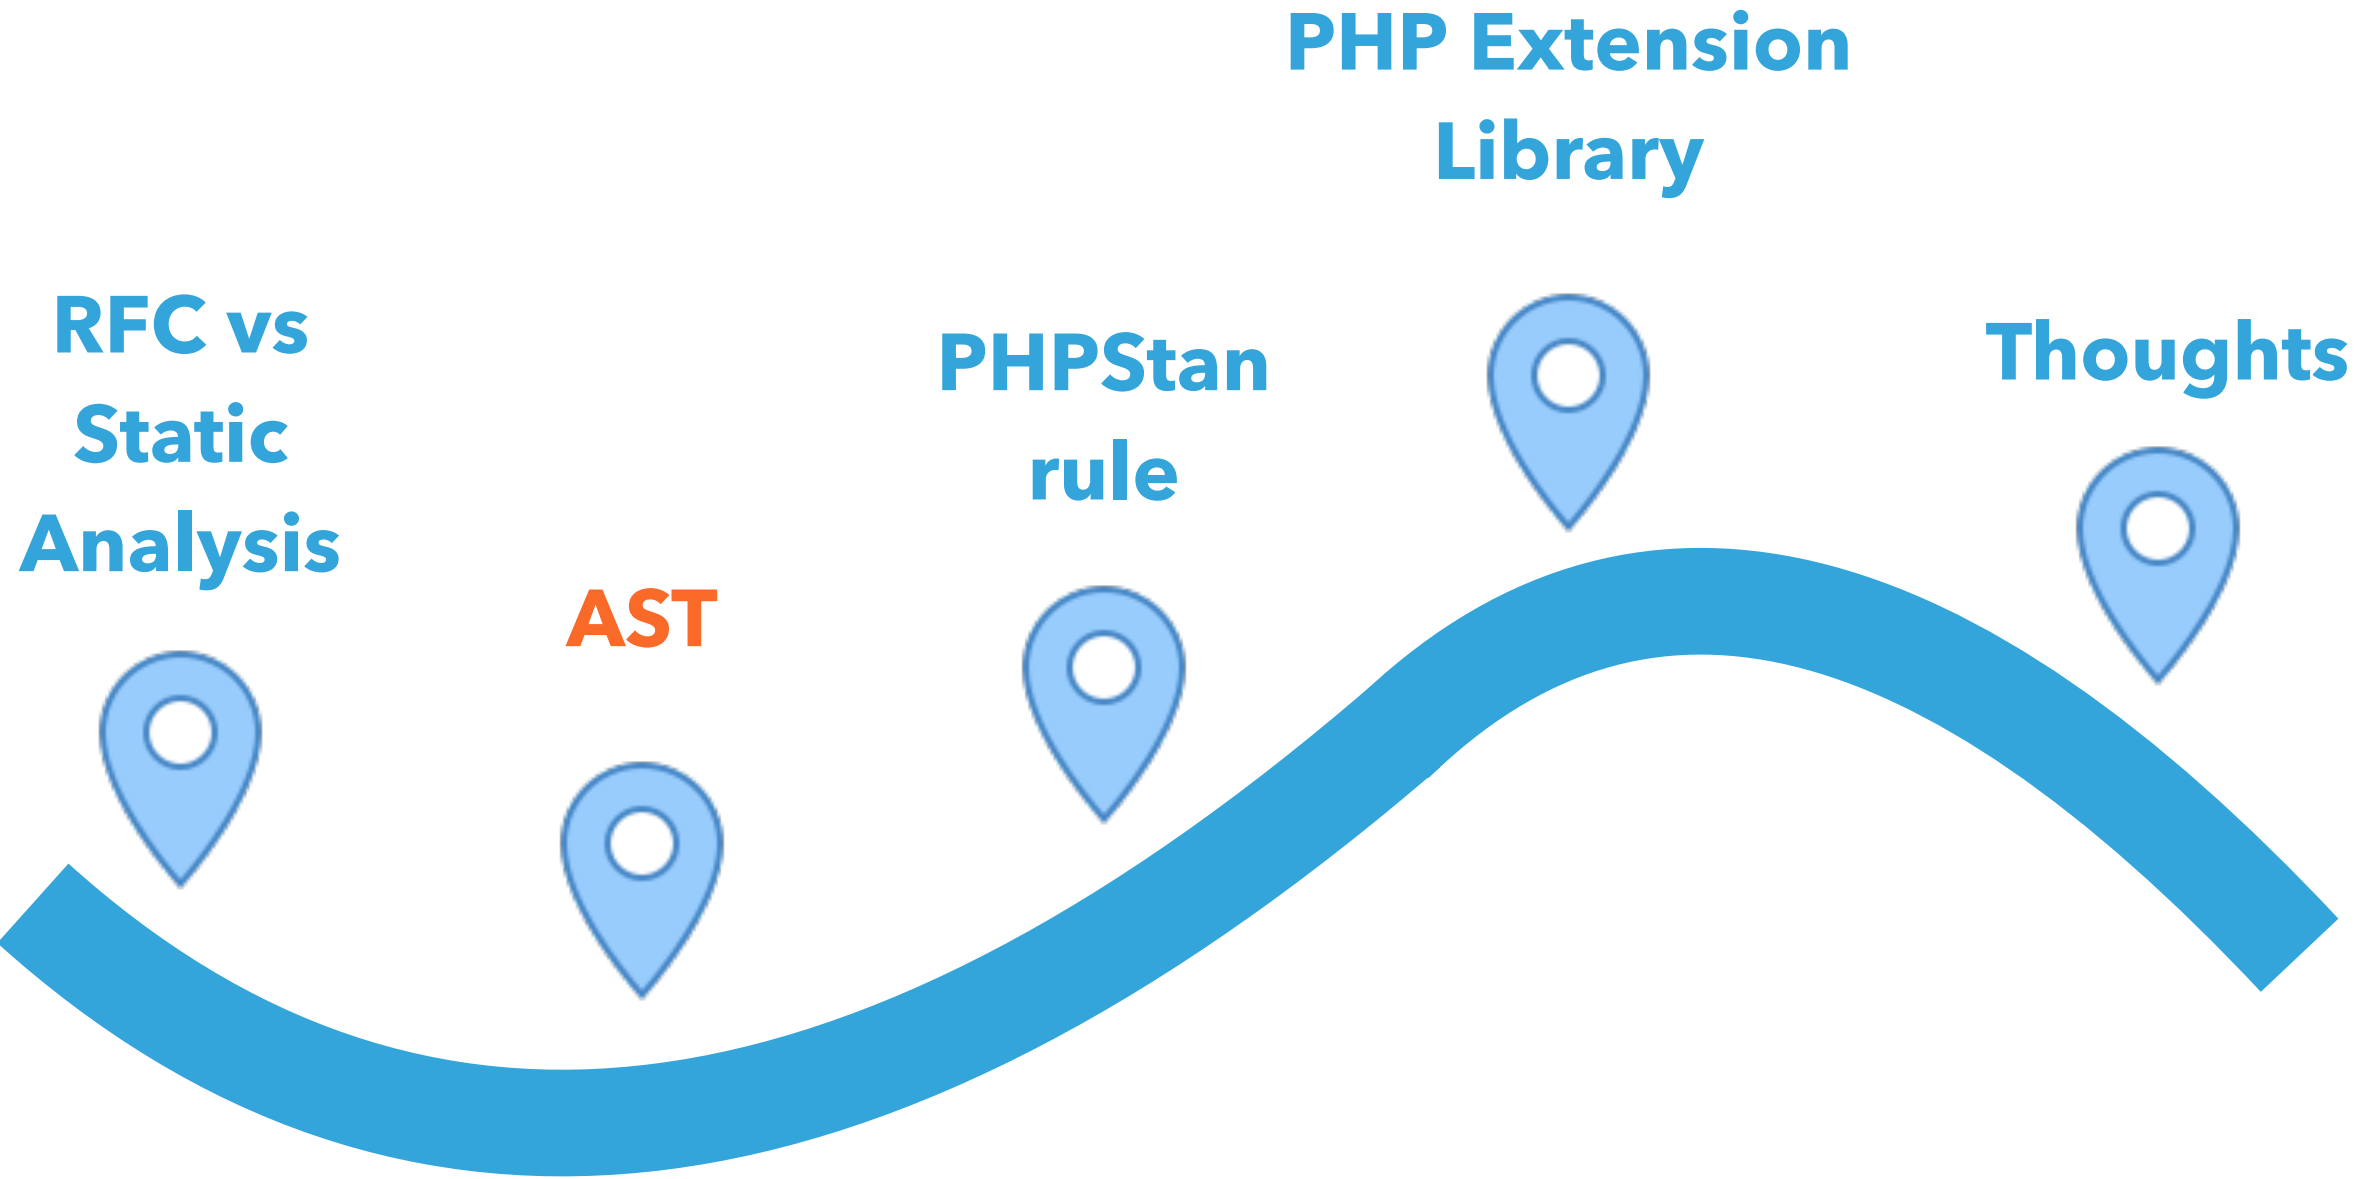 RFC vs
Static
Analysis
AST
PHPStan
rule
PHP Extension
Library
Thoughts